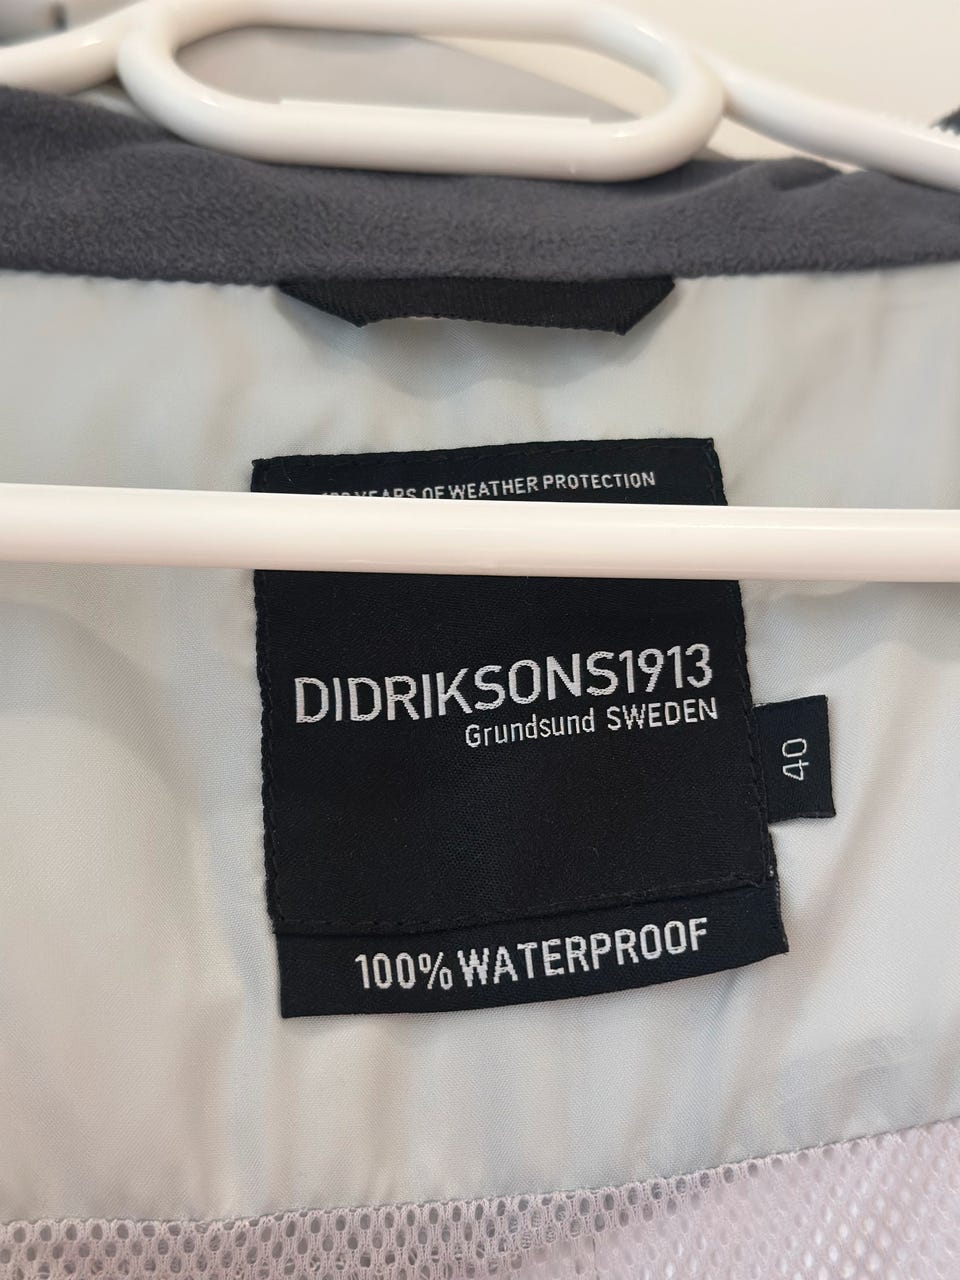 YEARS OF WEATHER PROTECTION
DIDRIKSONS1913
Grundsund SWEDEN
40
100% WATERPROOF